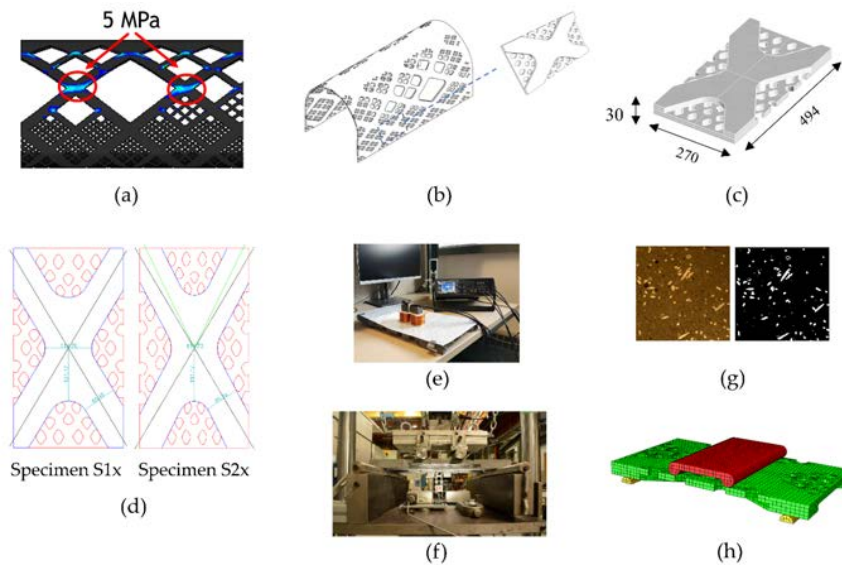 5 MPa
(a)
(b)
30
270
494
(c)
Specimen S1x
Specimen S2x
(d)
(e)
(f)
(g)
(h)